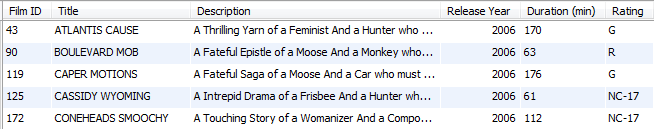 Film ID Title Description Release Year Duration (min) Rating
43 ATLANTIS CAUSE A Thrilling Yarn of a Feminist And a Hunter who ... 2006 170 G
90 BOULEVARD MOB A Fateful Epistle of a Moose And a Monkey who... 2006 63 R
119 CAPER MOTIONS A Fateful Saga of a Moose And a Car who must ... 2006 176 G
125 CASSIDY WYOMING A Intrepid Drama of a Frisbee And a Hunter wh... 2006 61 NC-17
172 CONEHEADS SMOOCHY A Touching Story of a Womanizer And a Compo... 2006 112 NC-17